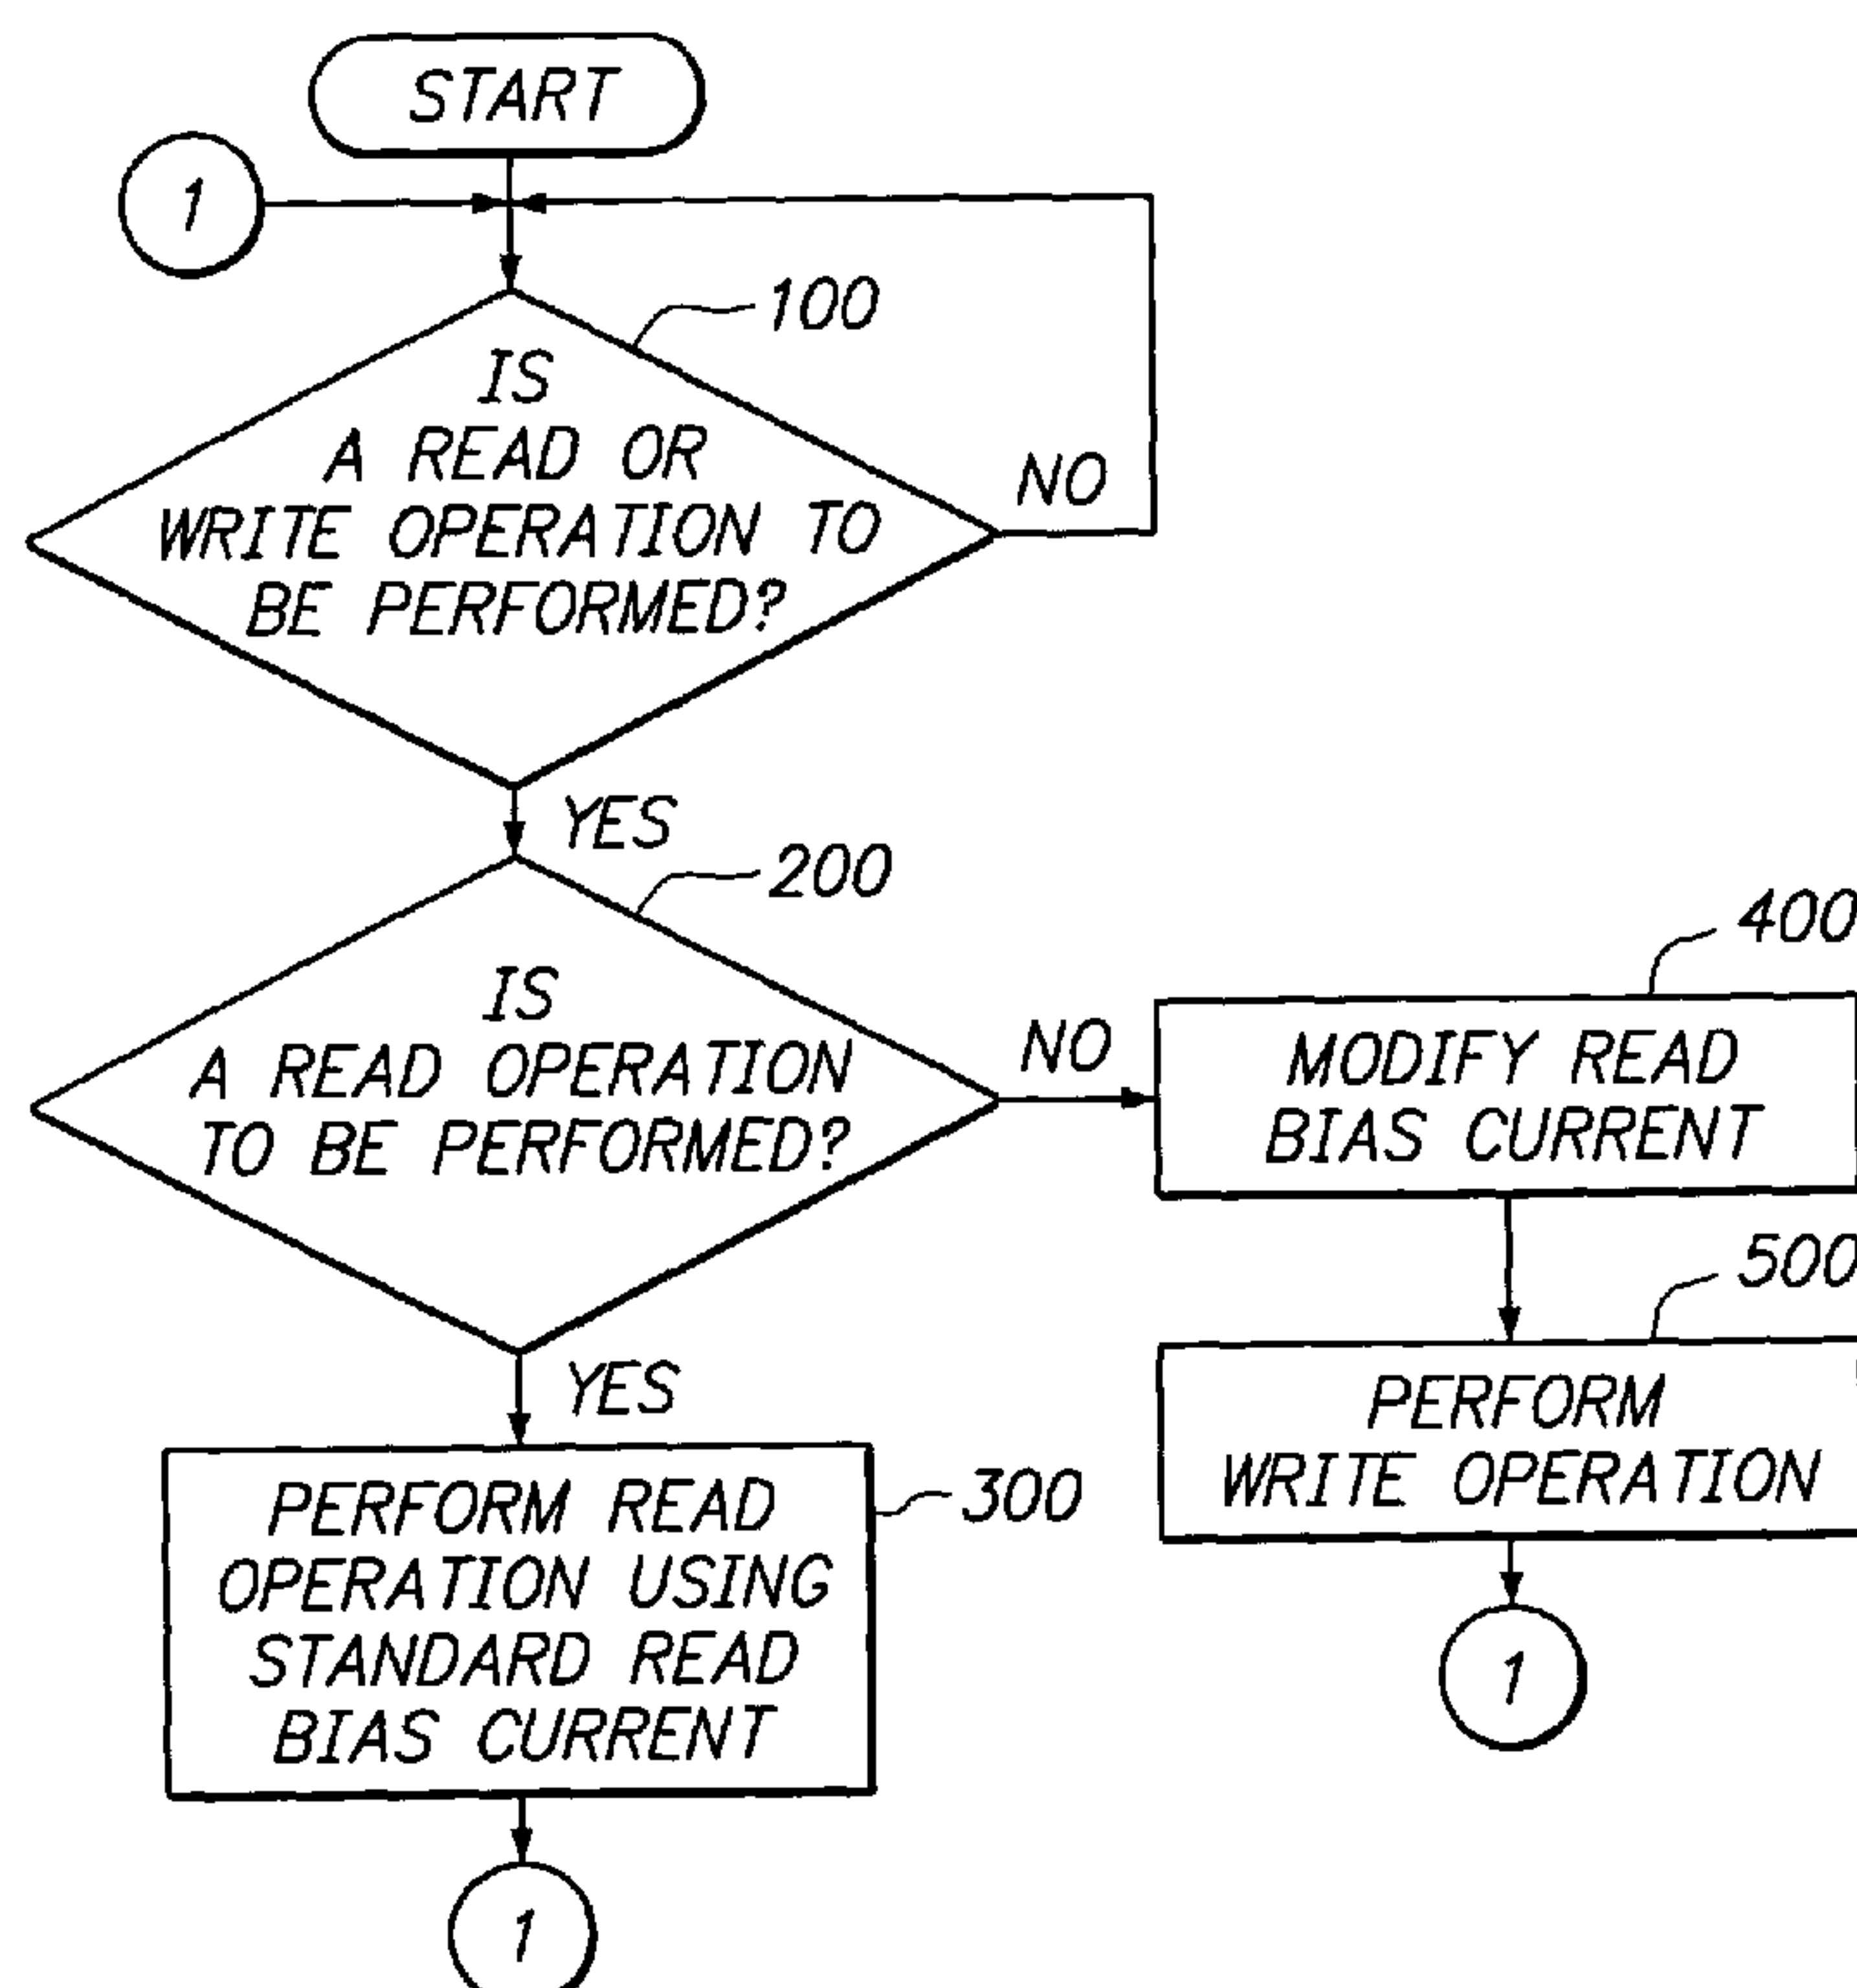 START
1
100
IS
A READ OR
WRITE OPERATION TO
BE PERFORMED?
NO
YES
200
IS
A READ OPERATION
TO BE PERFORMED?
NO
400
MODIFY READ
BIAS CURRENT
500
PERFORM
WRITE OPERATION
1
YES
PERFORM READ
OPERATION USING
STANDARD READ
BIAS CURRENT
300
1